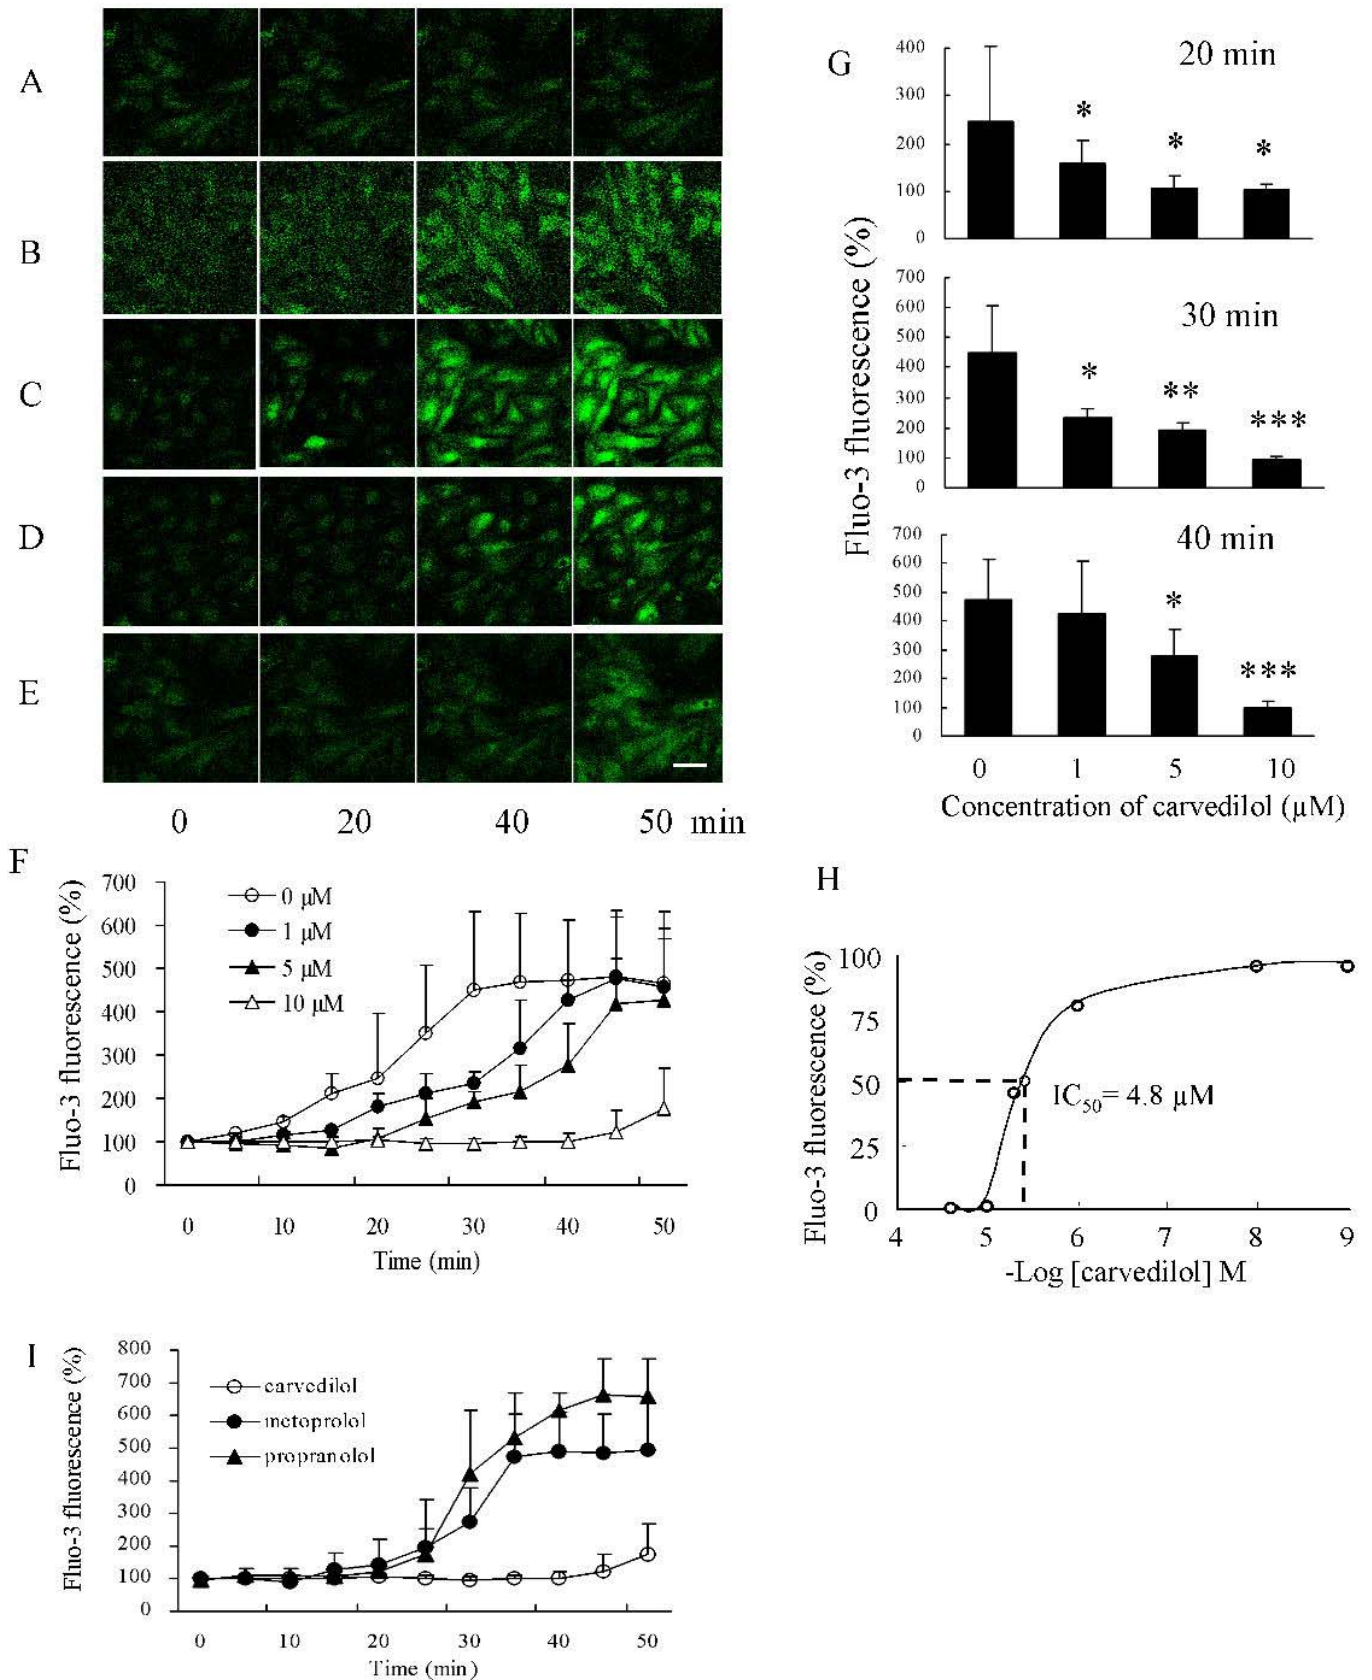 A
B
C
D
E
0 20 40 50 min
G
20 min
400
300
200
100
0
30 min
700
600
500
400
300
200
100
0
40 min
700
600
500
400
300
200
100
0
* * *
* ** ***
* ***
0 1 5 10
Concentration of carvedilol (µM)
Fluo-3 fluorescence (%)
F
700
600
500
400
300
200
100
0
0 µM
1 µM
5 µM
10 µM
0 10 20 30 40 50
Time (min)
Fluo-3 fluorescence (%)
H
100
75
50
25
0
IC50= 4.8 µM
4 5 6 7 8 9
-Log [carvedilol] M
Fluo-3 fluorescence (%)
I
800
700
600
500
400
300
200
100
0
carvedilol
metoprolol
propranolol
0 10 20 30 40 50
Time (min)
Fluo-3 fluorescence (%)